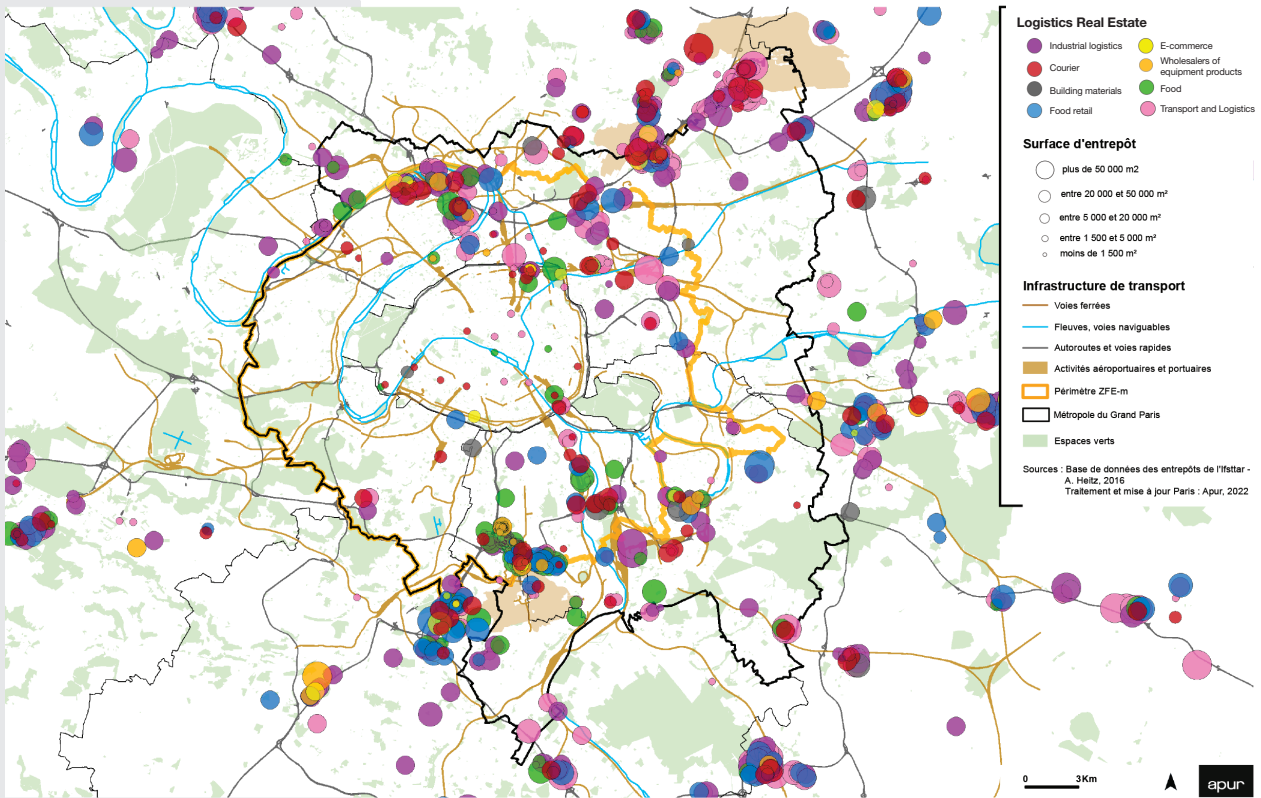 Logistics Real Estate
Industrial logistics
Courier
Building materials
Food retail
E-commerce
Wholesalers of
equipment products
Food
Transport and Logistics
Surface d'entrepôt
plus de 50 000 m2
entre 20 000 et 50 000 m²
entre 5 000 et 20 000 m²
entre 1 500 et 5 000 m²
moins de 1 500 m²
Infrastructure de transport
Voies ferrées
Fleuves, voies naviguables
Autoroutes et voies rapides
Activités aéroportuaires et portuaires
Périmètre ZFE-m
Métropole du Grand Paris
Espaces verts
Sources : Base de données des entrepôts de l'Ifsttar -
A. Heitz, 2016
Traitement et mise à jour Paris : Apur, 2022
0 3Km
apur